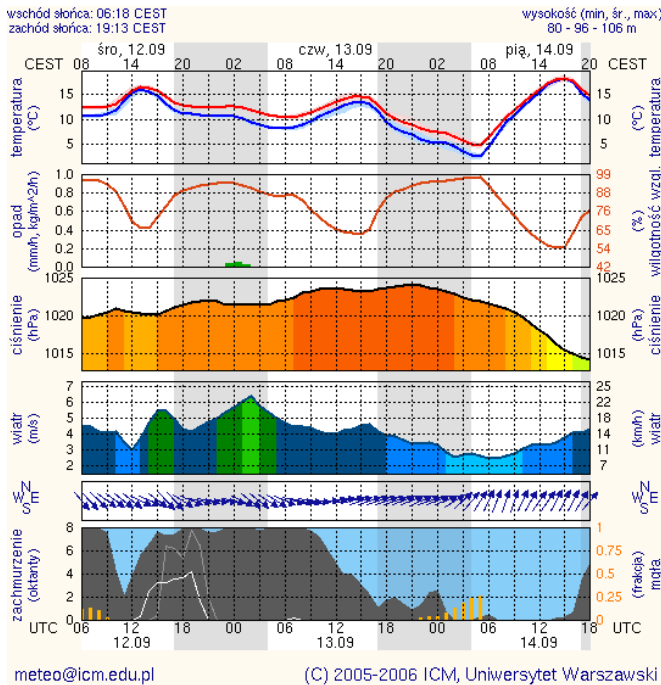 wschód słońca: 06:18 CEST
zachód słońca: 19:13 CEST
wysokość (min, śr., max)
80 - 96 - 106 m
śro, 12.09 czw, 13.09 pią, 14.09
CEST 08 14 20 02 08 14 20 02 08 14 20 CEST
temperatura (°C) 15 10 5 15 10 5 temperatura (°C)
opad (mm/h, kg/m^2/h) 1.0 0.8 0.6 0.4 0.2 0.0 99 88 76 65 54 42 wilgotność wzgl. (%)
ciśnienie (hPa) 1025 1020 1015 1025 1020 1015 ciśnienie (hPa)
wiatr (m/s) 7 6 5 4 3 2 25 22 18 14 11 7 wiatr (km/h)
N W E S N W E S
zachmurzenie (oktanty) 8 6 4 2 0 1 0.75 0.5 0.25 0 mgła (frakcja)
UTC 06 12 18 00 06 12 18 00 06 12 18 UTC
12.09 13.09 14.09
meteo@icm.edu.pl (C) 2005-2006 ICM, Uniwersytet Warszawski